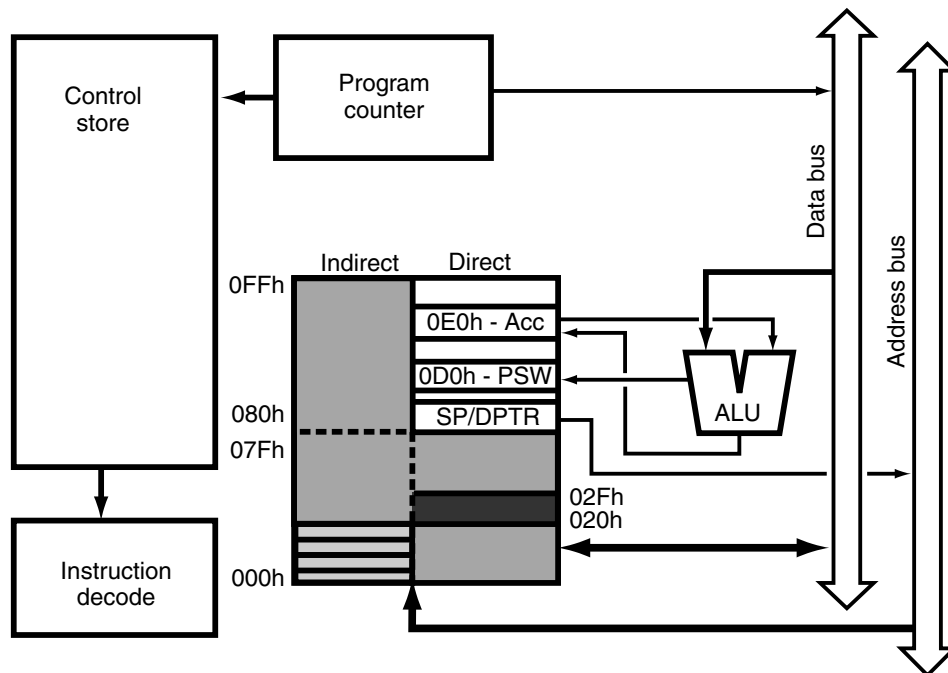 Control
store
Program
counter
Data bus
Address bus
Indirect
Direct
0FFh
0E0h - Acc
0D0h - PSW
ALU
080h
SP/DPTR
07Fh
02Fh
020h
000h
Instruction
decode